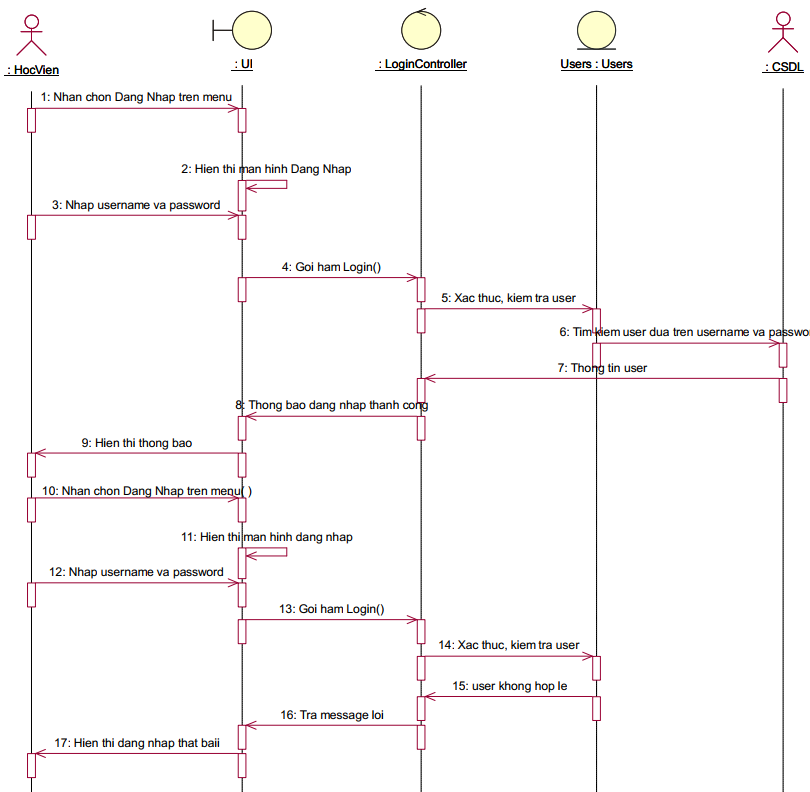 : HocVien
: UI
: LoginController
Users : Users
: CSDL
1: Nhan chon Dang Nhap tren menu
2: Hien thi man hinh Dang Nhap
3: Nhap username va password
4: Goi ham Login()
5: Xac thuc, kiem tra user
6: Tim kiem user dua tren username va passwo
7: Thong tin user
8: Thong bao dang nhap thanh cong
9: Hien thi thong bao
10: Nhan chon Dang Nhap tren menu( )
11: Hien thi man hinh dang nhap
12: Nhap username va password
13: Goi ham Login()
14: Xac thuc, kiem tra user
15: user khong hop le
16: Tra message loi
17: Hien thi dang nhap that baii